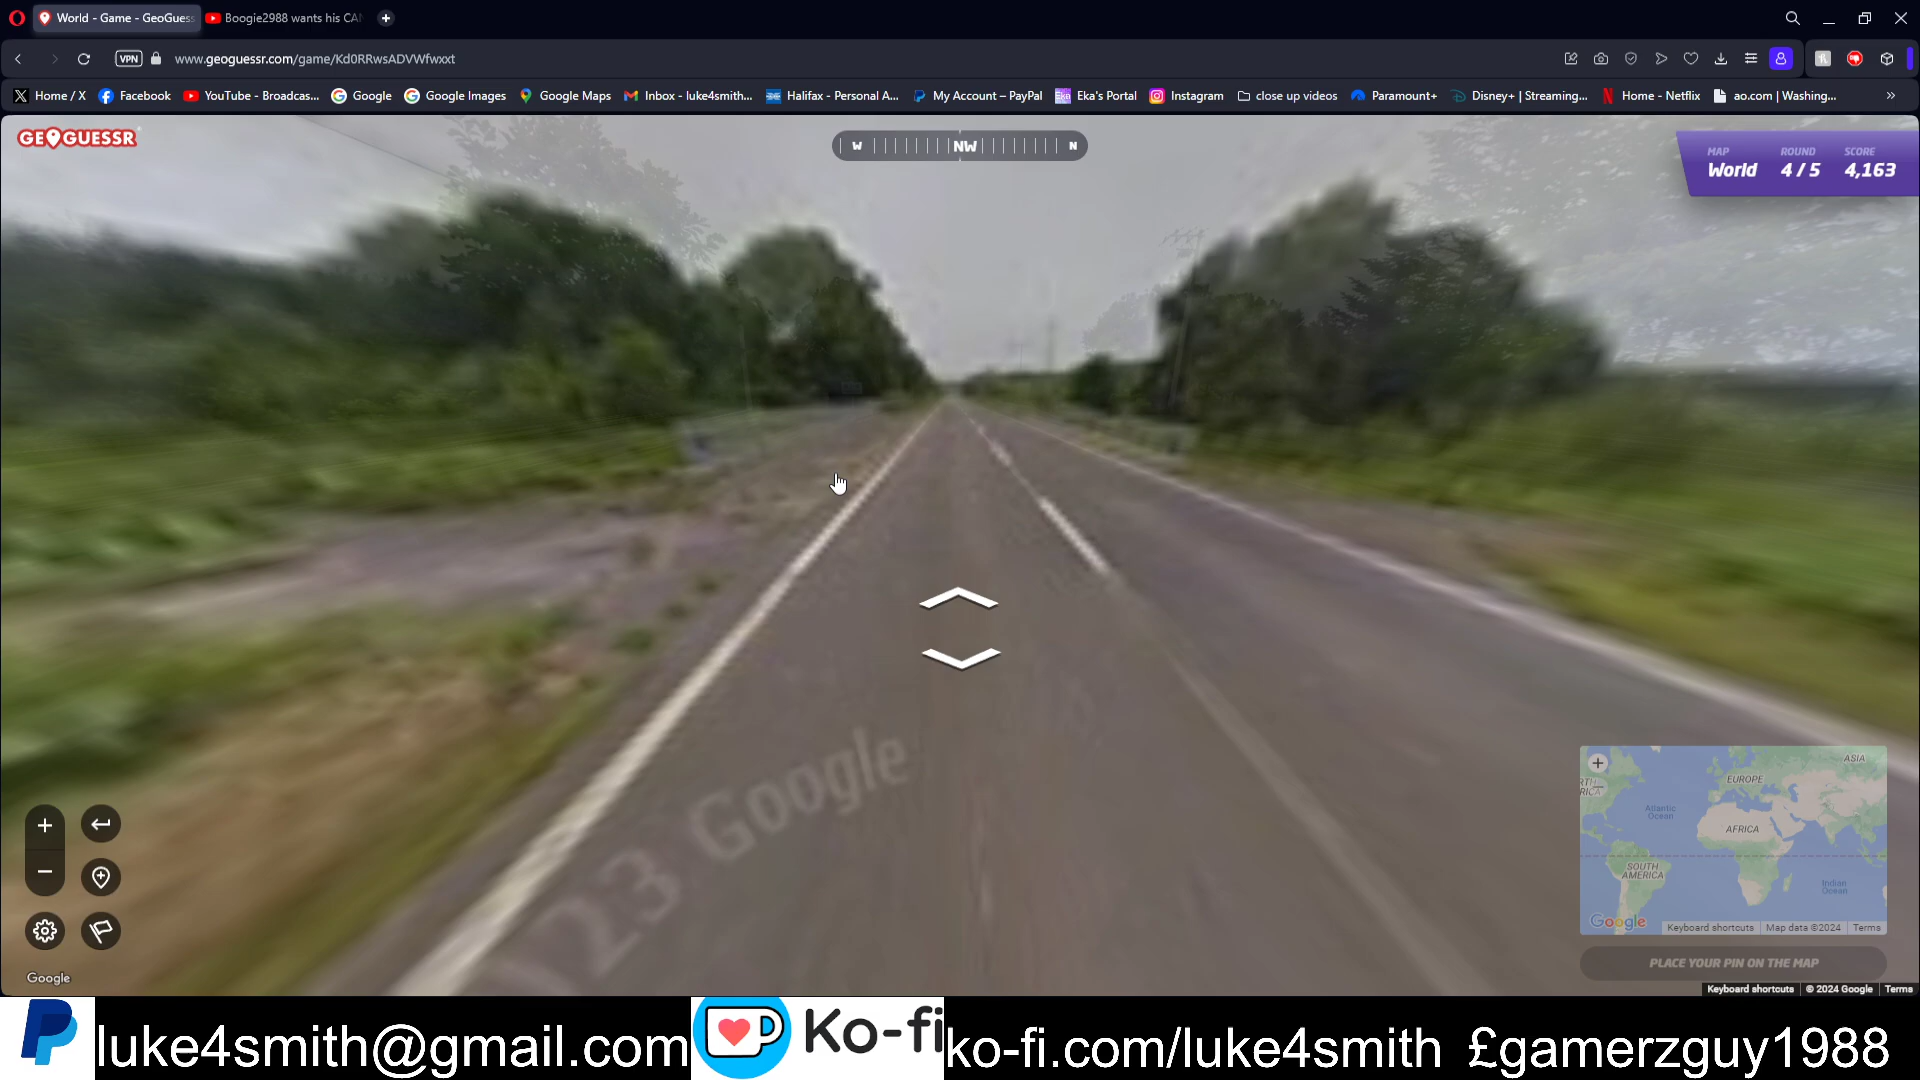 World - Game - GeoGuess
Boogie2988 wants his CA
VPN
www.geoguessr.com/game/Kd0RRwsADVWfwxxt
Home / X
Facebook
YouTube - Broadcas...
Google
Google Images
Google Maps
Inbox - luke4smith...
Halifax - Personal A...
My Account – PayPal
Eka's Portal
Instagram
close up videos
Paramount+
Disney+ | Streaming...
Home - Netflix
ao.com | Washing...
GEOGUESSR
W NW N
MAP ROUND SCORE
World 4 / 5 4,163
Google
ASIA
EUROPE
Atlantic
Ocean
AFRICA
SOUTH
AMERICA
Indian
Ocean
Google
Keyboard shortcuts
Map data ©2024
Terms
PLACE YOUR PIN ON THE MAP
Google
Keyboard shortcuts
© 2024 Google
Terms
luke4smith@gmail.com
Ko-fi
ko-fi.com/luke4smith £gamerzguy1988